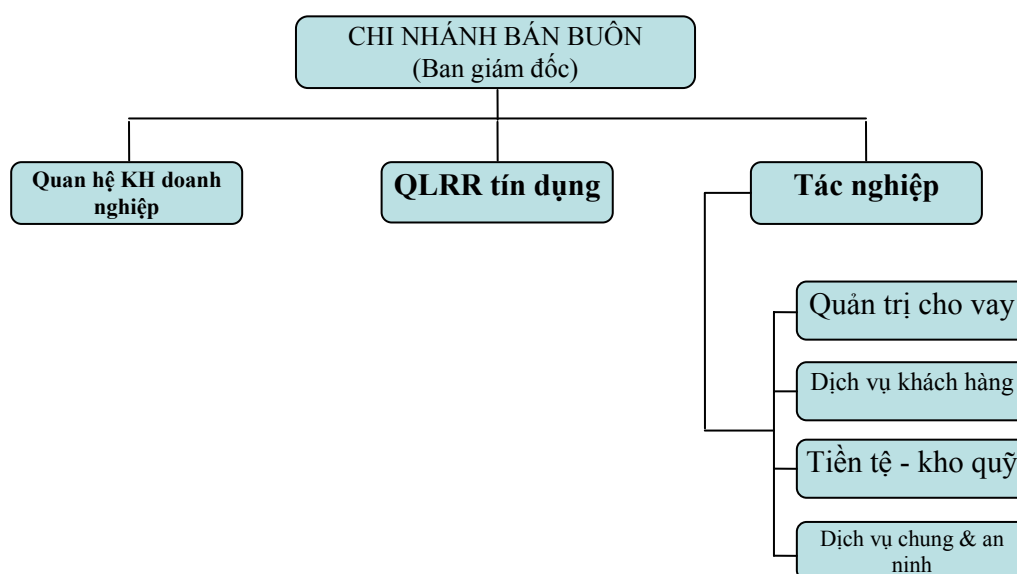 CHI NHÁNH BÁN BUÔN
(Ban giám đốc)
Quan hệ KH doanh
nghiệp
QLRR tín dụng
Tác nghiệp
Quản trị cho vay
Dịch vụ khách hàng
Tiền tệ - kho quỹ
Dịch vụ chung & an
ninh